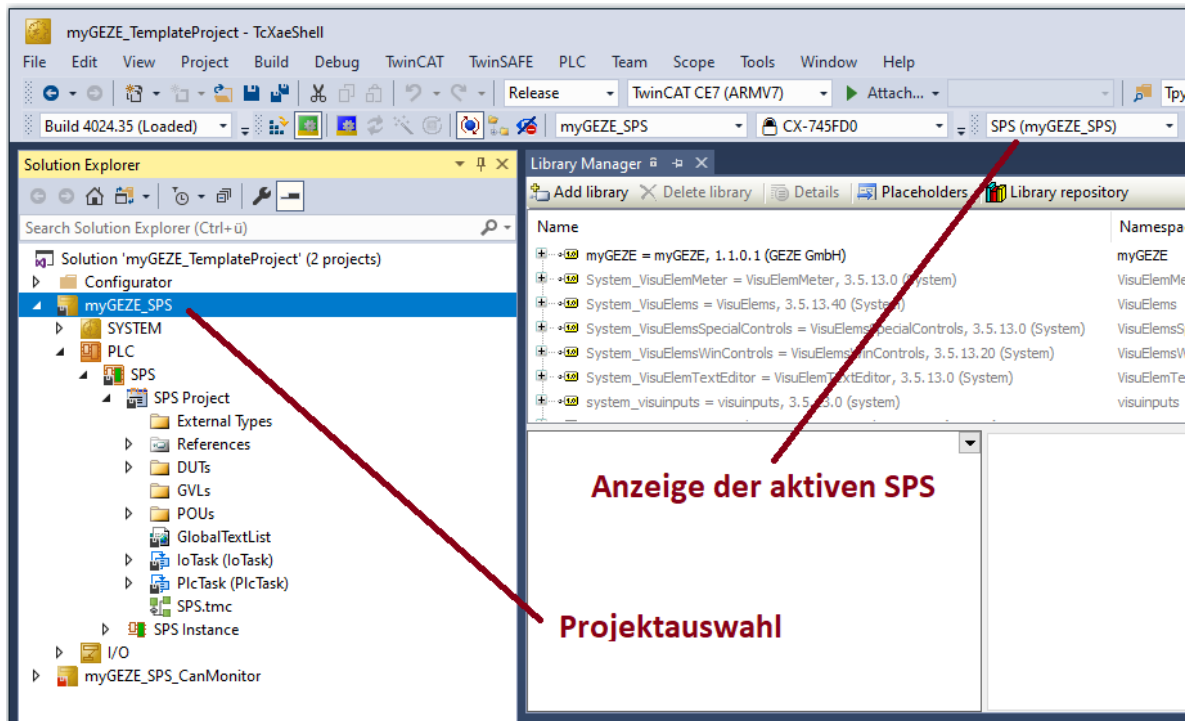 myGEZE_TemplateProject - TcXaeShell
File Edit View Project Build Debug TwinCAT TwinSAFE PLC Team Scope Tools Window Help
Release TwinCAT CE7 (ARMV7) Attach... Tpy
Build 4024.35 (Loaded) myGEZE_SPS CX-745FD0 SPS (myGEZE_SPS)
Solution Explorer
Library Manager
Add library Delete library Details Placeholders Library repository
Search Solution Explorer (Ctrl+ü)
Name Namespa
Solution 'myGEZE_TemplateProject' (2 projects)
myGEZE = myGEZE, 1.1.0.1 (GEZE GmbH) myGEZE
Configurator
System_VisuElemMeter = VisuElemMeter, 3.5.13.0 (System) VisuElemMe
myGEZE_SPS
System_VisuElems = VisuElems, 3.5.13.40 (System) VisuElems
SYSTEM
System_VisuElemsSpecialControls = VisuElemsSpecialControls, 3.5.13.0 (System) VisuElemsS
PLC
System_VisuElemsWinControls = VisuElemsWinControls, 3.5.13.20 (System) VisuElemsW
SPS
System_VisuElemTextEditor = VisuElemTextEditor, 3.5.13.0 (System) VisuElemTe
SPS Project
system_visuinputs = visuinputs, 3.5.13.0 (system) visuinputs
External Types
References
DUTs
Anzeige der aktiven SPS
GVLs
POUs
GlobalTextList
IoTask (IoTask)
PlcTask (PlcTask)
SPS.tmc
Projektauswahl
SPS Instance
I/O
myGEZE_SPS_CanMonitor